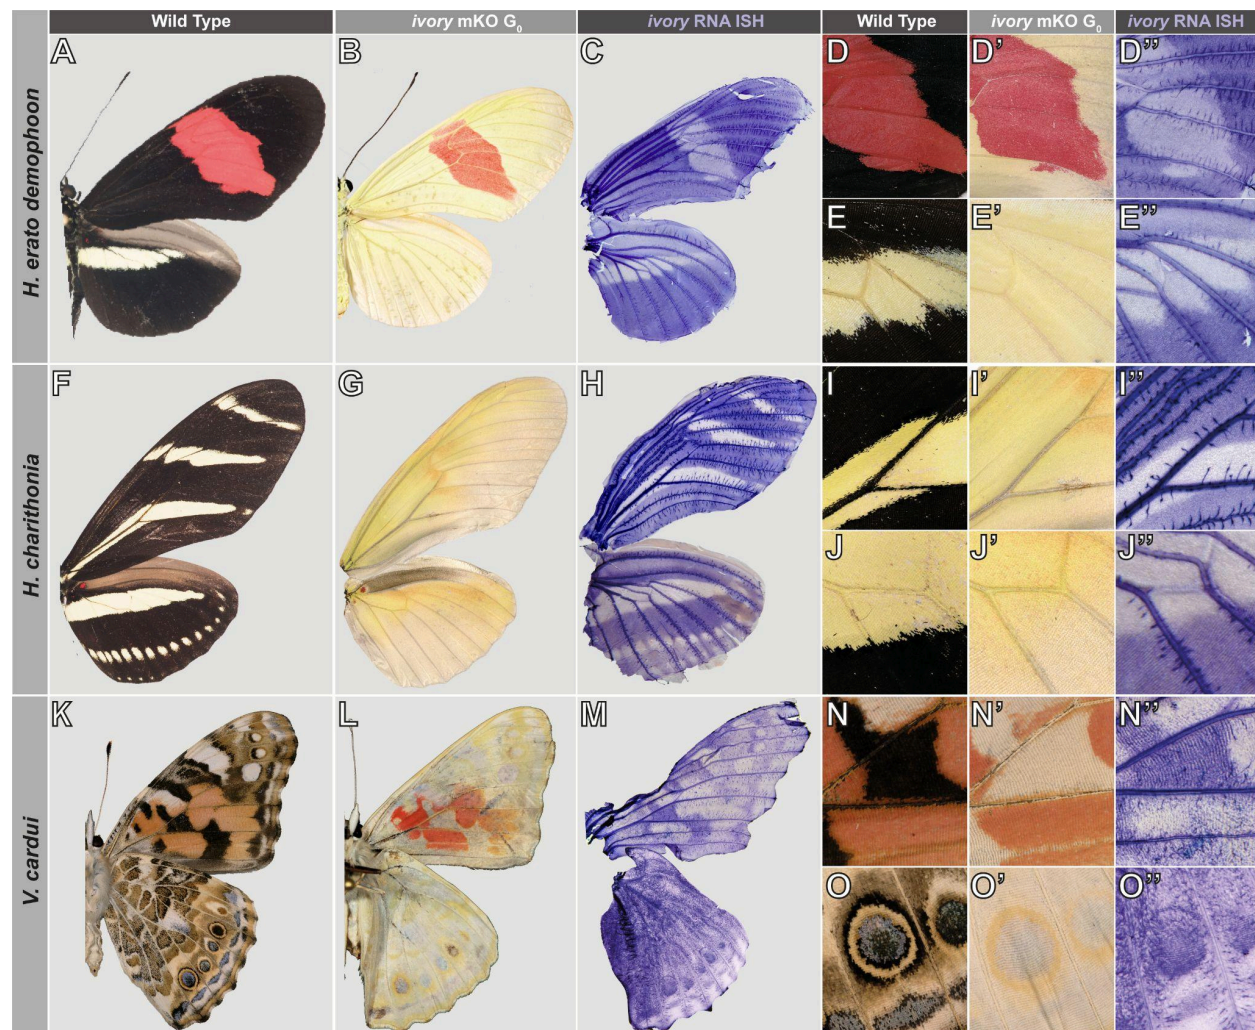 Wild Type
ivory mKO G0
ivory RNA ISH
Wild Type
ivory mKO G0
ivory RNA ISH
H. erato demophoon
A
B
C
D
D’
D’’
E
E’
E’’
H. charithonia
F
G
H
I
I’
I’’
J
J’
J’’
V. cardui
K
L
M
N
N’
N’’
O
O’
O’’